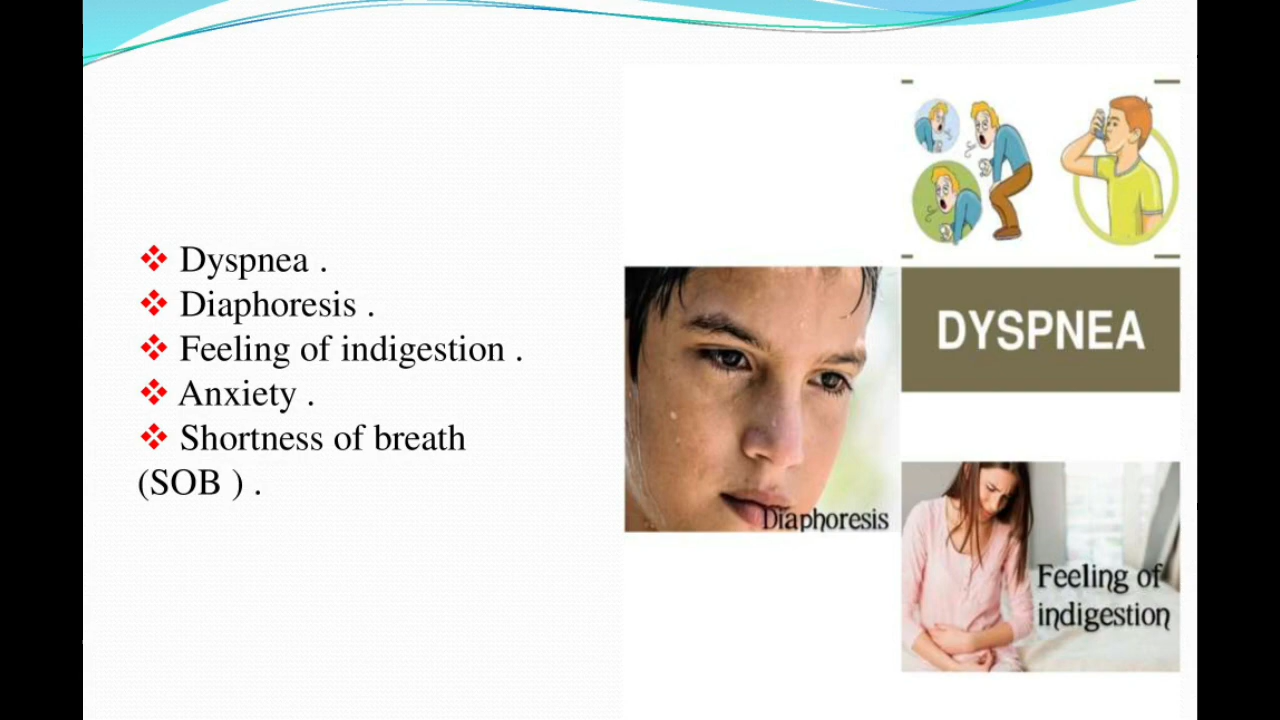 ❖ Dyspnea .
❖ Diaphoresis .
❖ Feeling of indigestion .
❖ Anxiety .
❖ Shortness of breath
(SOB ) .
DYSPNEA
Diaphoresis
Feeling of
indigestion